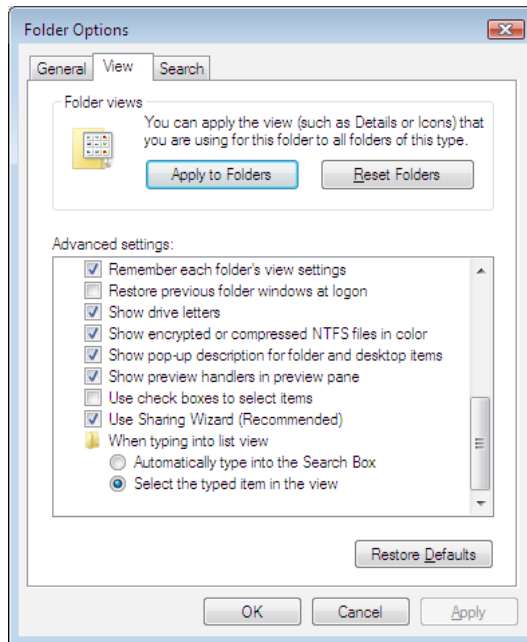 Folder Options
General
View
Search
Folder views
You can apply the view (such as Details or Icons) that
you are using for this folder to all folders of this type.
Apply to Folders
Reset Folders
Advanced settings:
Remember each folder's view settings
Restore previous folder windows at logon
Show drive letters
Show encrypted or compressed NTFS files in color
Show pop-up description for folder and desktop items
Show preview handlers in preview pane
Use check boxes to select items
Use Sharing Wizard (Recommended)
When typing into list view
Automatically type into the Search Box
Select the typed item in the view
Restore Defaults
OK
Cancel
Apply